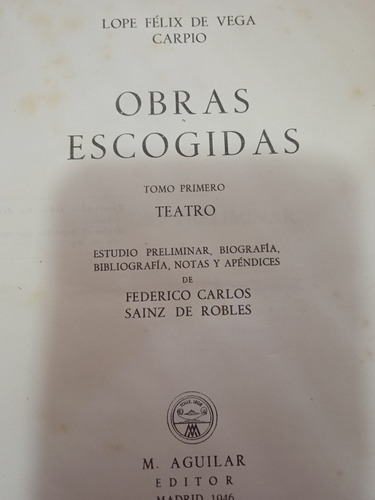 LOPE FÉLIX DE VEGA
CARPIO
OBRAS
ESCOGIDAS
TOMO PRIMERO
TEATRO
ESTUDIO PRELIMINAR, BIOGRAFÍA,
BIBLIOGRAFÍA, NOTAS Y APÉNDICES
DE
FEDERICO CARLOS
SAINZ DE ROBLES
M. AGUILAR
EDITOR
MADRID 1946